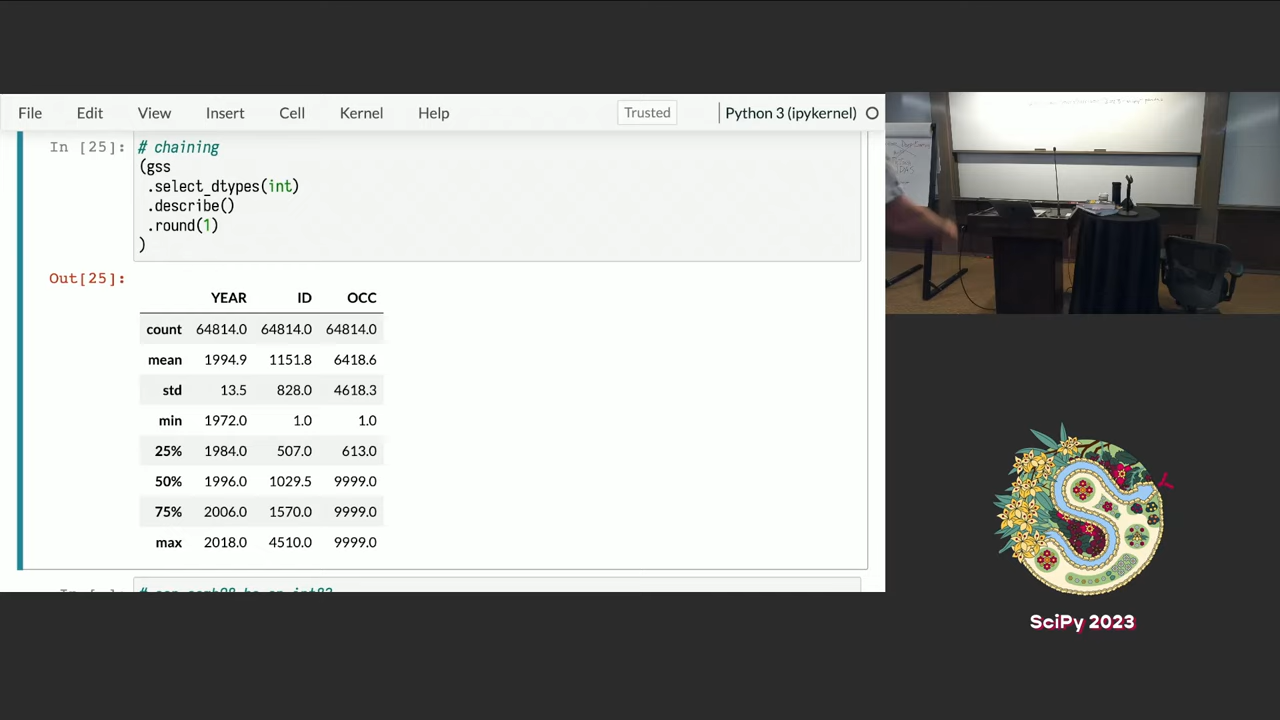 File Edit View Insert Cell Kernel Help Trusted Python 3 (ipykernel)
In [25]: # chaining
(gss
.select_dtypes(int)
.describe()
.round(1)
)
Out[25]:
YEAR ID OCC
count 64814.0 64814.0 64814.0
mean 1994.9 1151.8 6418.6
std 13.5 828.0 4618.3
min 1972.0 1.0 1.0
25% 1984.0 507.0 613.0
50% 1996.0 1029.5 9999.0
75% 2006.0 1570.0 9999.0
max 2018.0 4510.0 9999.0
SciPy 2023